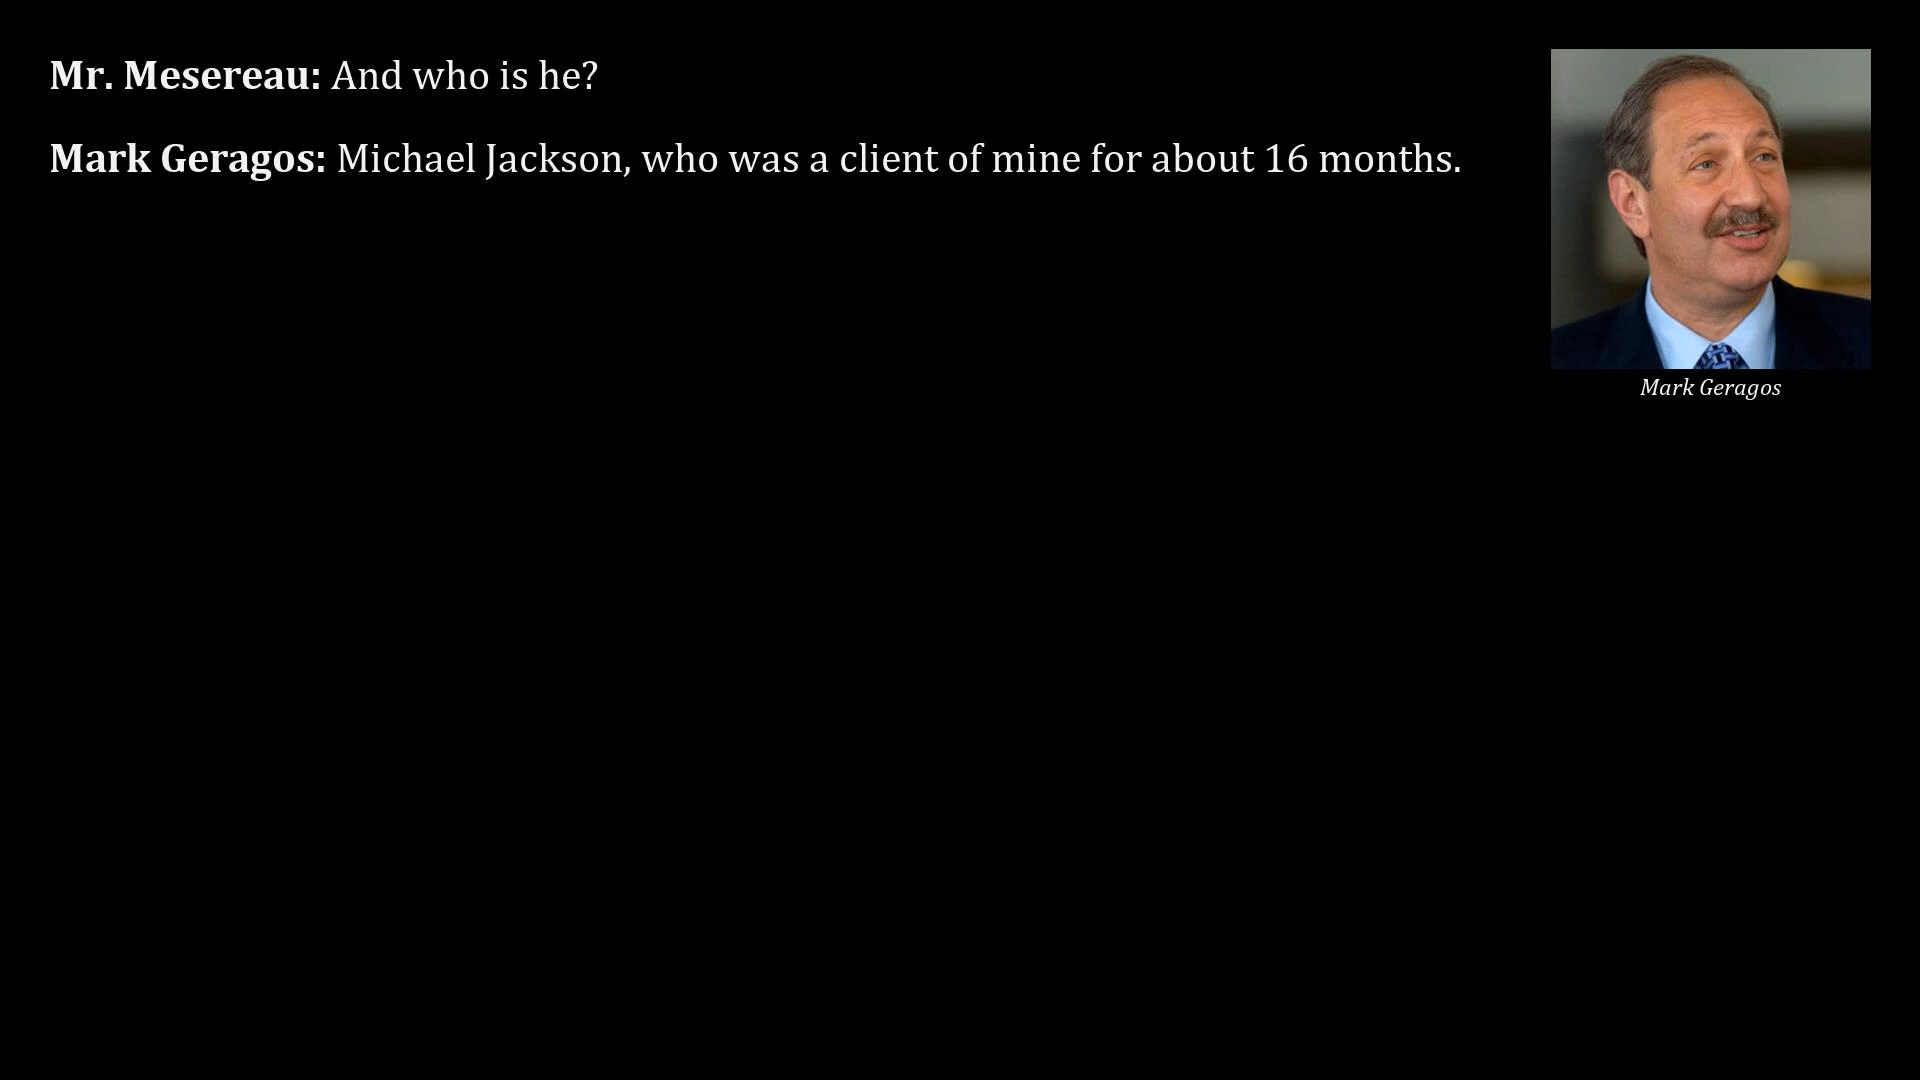 Mr. Mesereau: And who is he?
Mark Geragos: Michael Jackson, who was a client of mine for about 16 months.
Mark Geragos